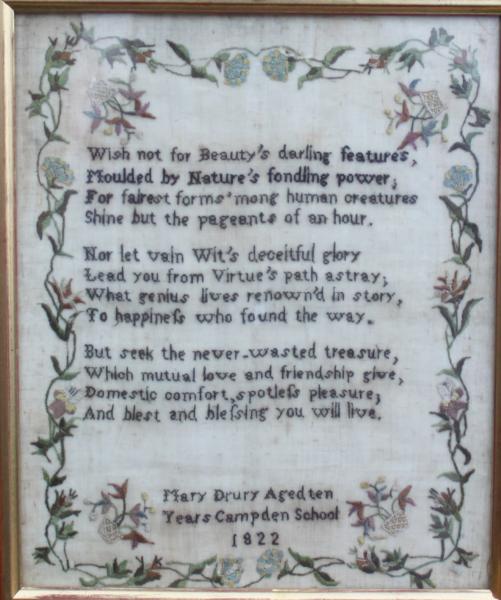 Wish not for Beauty's darling features,
Moulded by Nature's fondling power;
For fairest forms 'mong human creatures
Shine but the pageants of an hour.
Nor let vain Wit's deceitful glory
Lead you from Virtue's path astray;
What genius lives renown'd in story,
To happineſs who found the way.
But seek the never-wasted treasure,
Which mutual love and friendship give,
Domestic comfort, spotleſs pleasure;
And blest and bleſsing you will live.
Mary Drury Aged ten
Years Campden School
1822